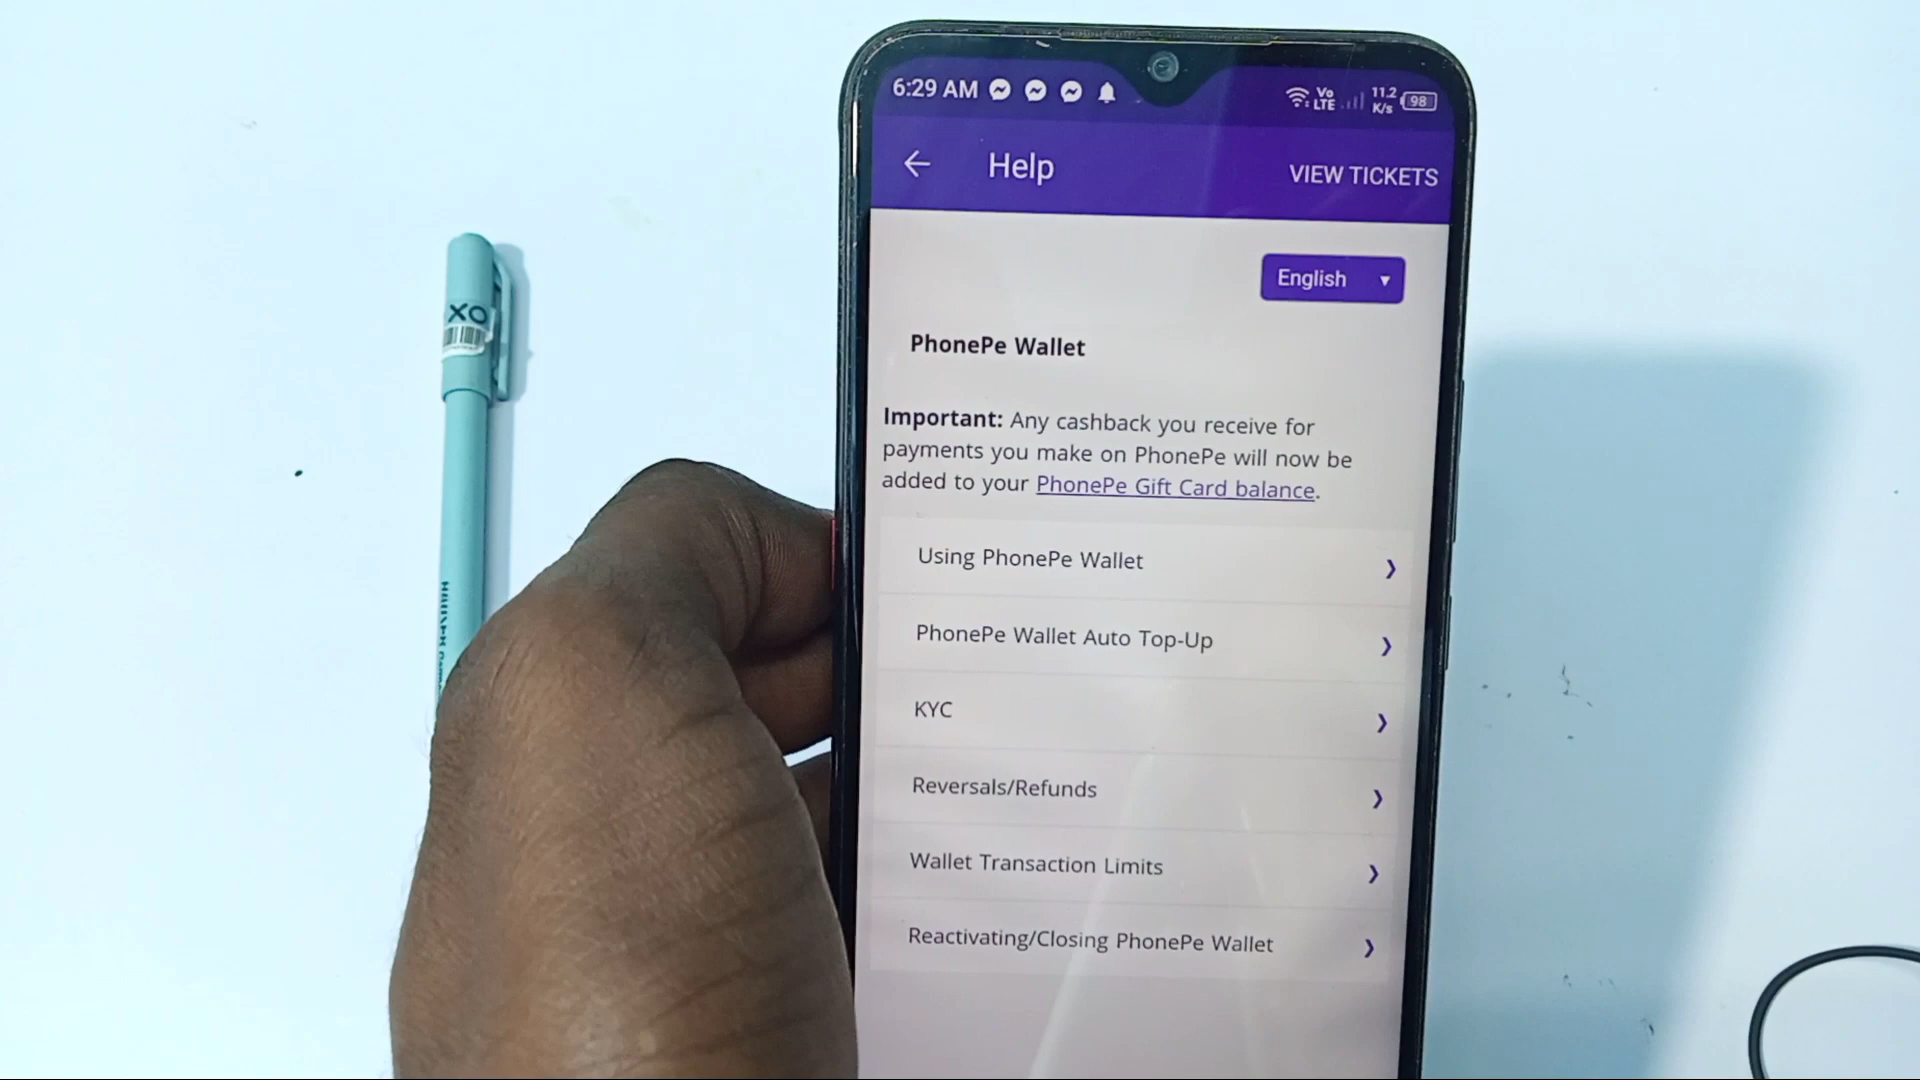 6:29 AM
Vo
LTE
11.2
K/s
98
Help
VIEW TICKETS
English
PhonePe Wallet
Important: Any cashback you receive for
payments you make on PhonePe will now be
added to your PhonePe Gift Card balance.
Using PhonePe Wallet
PhonePe Wallet Auto Top-Up
KYC
Reversals/Refunds
Wallet Transaction Limits
Reactivating/Closing PhonePe Wallet
XO